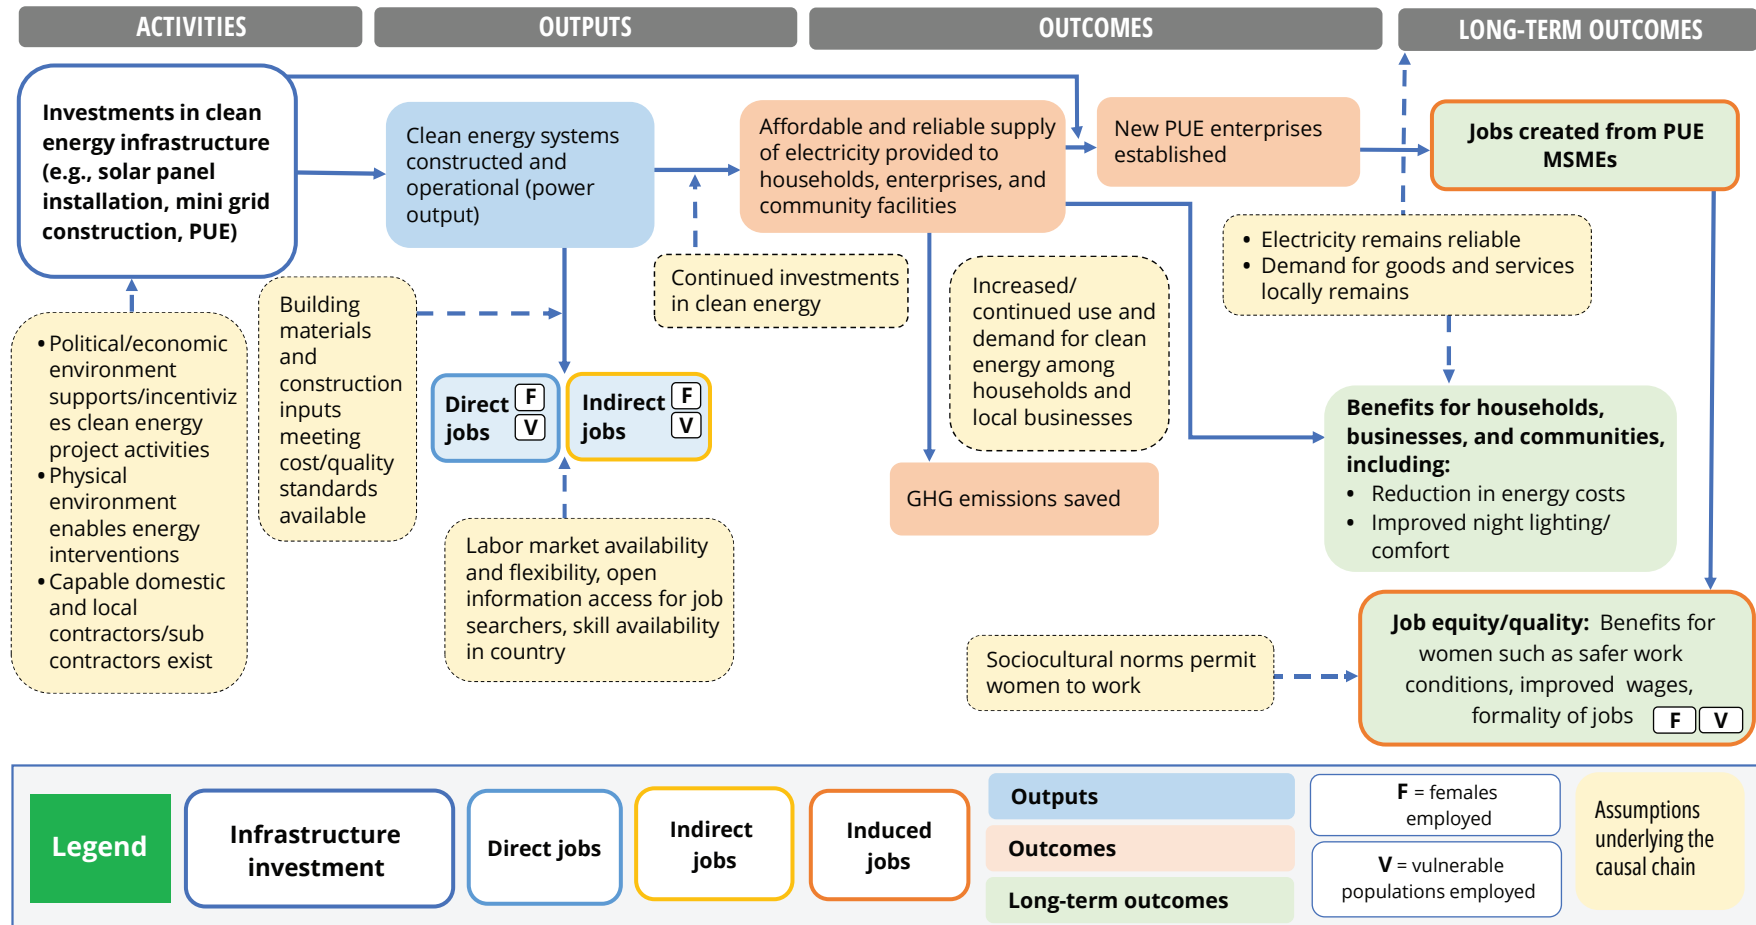 ACTIVITIES
OUTPUTS
OUTCOMES
LONG-TERM OUTCOMES
Investments in clean
energy infrastructure
(e.g., solar panel
installation, mini grid
construction, PUE)
Clean energy systems
constructed and
operational (power
output)
Affordable and reliable supply
of electricity provided to
households, enterprises, and
community facilities
New PUE enterprises
established
Jobs created from PUE
MSMEs
• Electricity remains reliable
• Demand for goods and services
locally remains
Continued investments
in clean energy
Increased/
continued use and
demand for clean
energy among
households and
local businesses
Building
materials
and
construction
inputs
meeting
cost/quality
standards
available
• Political/economic
environment
supports/incentiviz
es clean energy
project activities
• Physical
environment
enables energy
interventions
• Capable domestic
and local
contractors/sub
contractors exist
Direct
jobs
F
V
Indirect
jobs
F
V
Benefits for households,
businesses, and communities,
including:
• Reduction in energy costs
• Improved night lighting/
comfort
GHG emissions saved
Labor market availability
and flexibility, open
information access for job
searchers, skill availability
in country
Sociocultural norms permit
women to work
Job equity/quality: Benefits for
women such as safer work
conditions, improved wages,
formality of jobs
F V
Legend
Infrastructure
investment
Direct jobs
Indirect
jobs
Induced
jobs
Outputs
Outcomes
Long-term outcomes
F = females
employed
V = vulnerable
populations employed
Assumptions
underlying the
causal chain